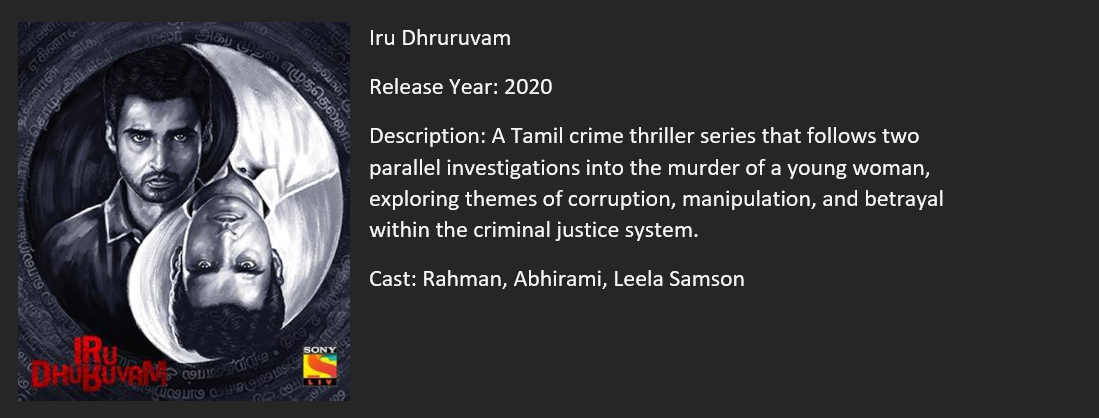 Iru Dhruruvam
Release Year: 2020
Description: A Tamil crime thriller series that follows two
parallel investigations into the murder of a young woman,
exploring themes of corruption, manipulation, and betrayal
within the criminal justice system.
Cast: Rahman, Abhirami, Leela Samson
IRU
DHURUVAM
SONY
LIV